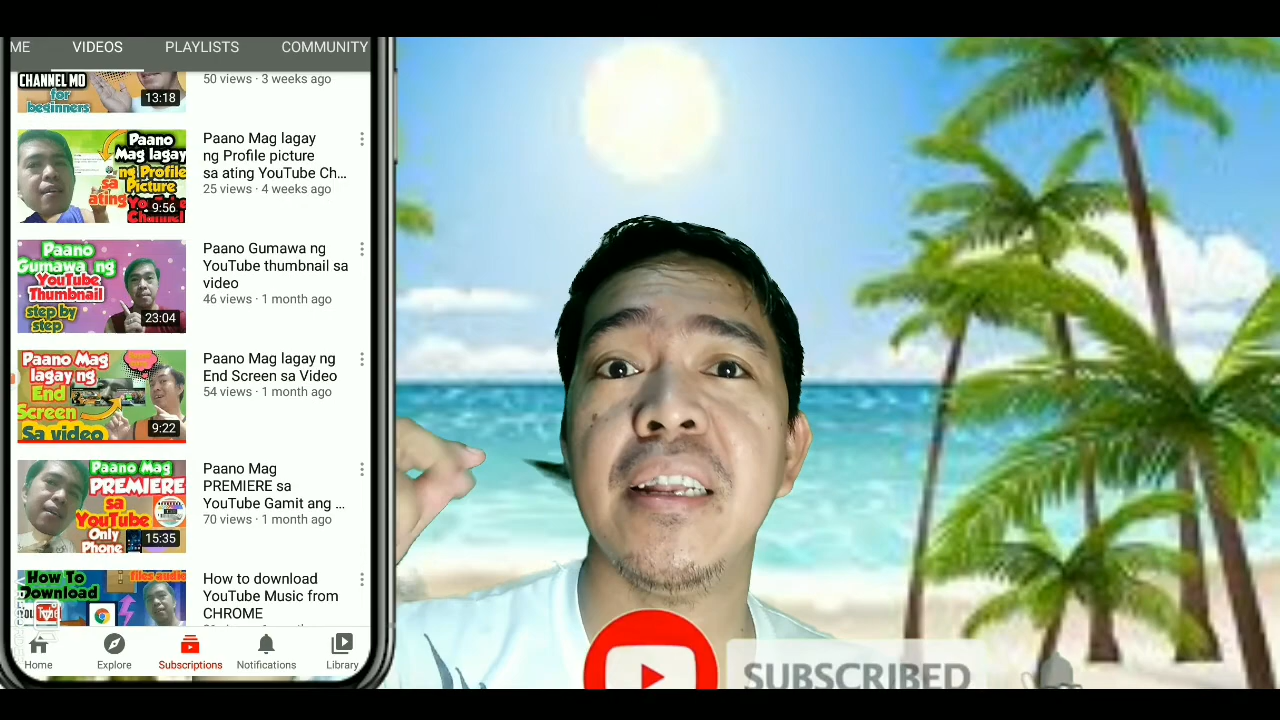 ME VIDEOS PLAYLISTS COMMUNITY
CHANNEL MO
for
beginners
13:18
50 views · 3 weeks ago
Paano
Mag lagay
ng Profile
Picture
sa
ating
YouTube
Channel
9:56
Paano Mag lagay
ng Profile picture
sa ating YouTube Ch...
25 views · 4 weeks ago
Paano
Gumawa ng
YouTube
Thumbnail
step by
step
23:04
Paano Gumawa ng
YouTube thumbnail sa
video
46 views · 1 month ago
Paano Mag
lagay ng
End
Screen
Sa video
9:22
Paano Mag lagay ng
End Screen sa Video
54 views · 1 month ago
Paano Mag
PREMIERE
sa
YouTube
Only
Phone
15:35
Paano Mag
PREMIERE sa
YouTube Gamit ang ...
70 views · 1 month ago
How To
Download
files audio
How to download
YouTube Music from
CHROME
Home Explore Subscriptions Notifications Library
SUBSCRIBED